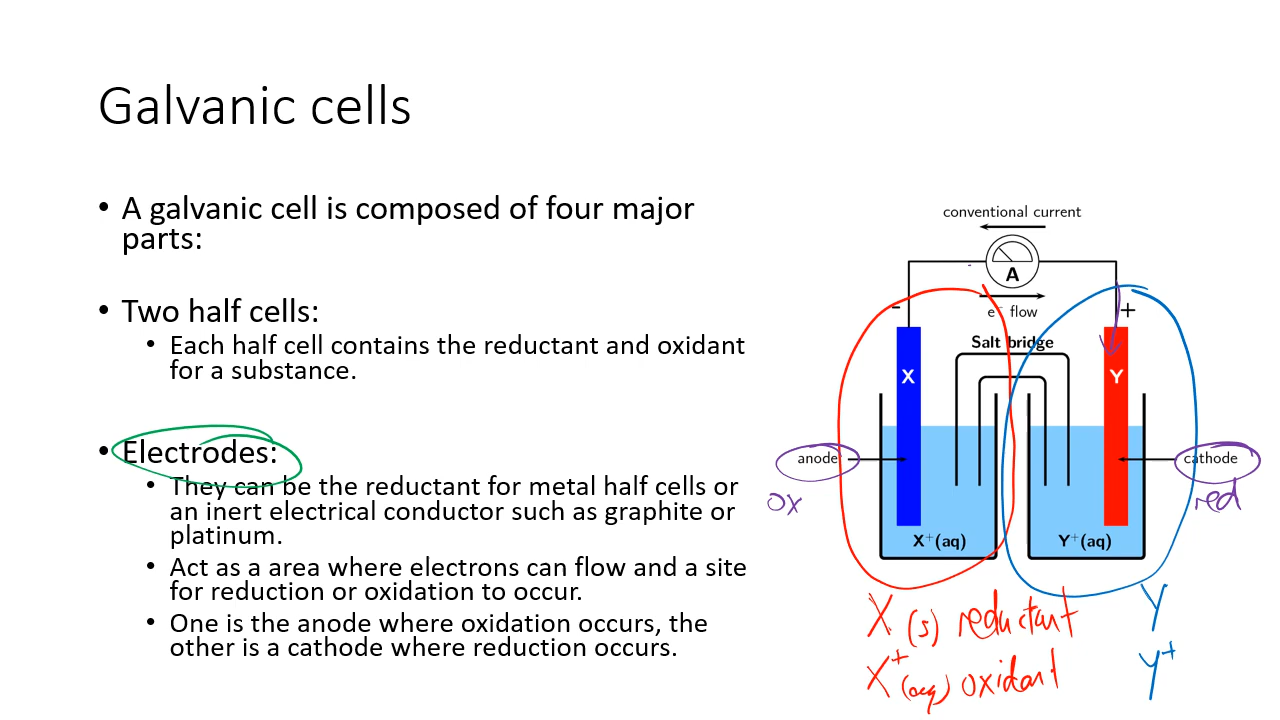 Galvanic cells
• A galvanic cell is composed of four major
parts:
• Two half cells:
• Each half cell contains the reductant and oxidant
for a substance.
• Electrodes:
• They can be the reductant for metal half cells or
an inert electrical conductor such as graphite or
platinum.
• Act as a area where electrons can flow and a site
for reduction or oxidation to occur.
• One is the anode where oxidation occurs, the
other is a cathode where reduction occurs.
conventional current
A
e⁻ flow
- +
Salt bridge
X Y
anode cathode
ox red
X⁺(aq) Y⁺(aq)
X (s) reductant Y
X⁺ (aq) oxidant Y⁺